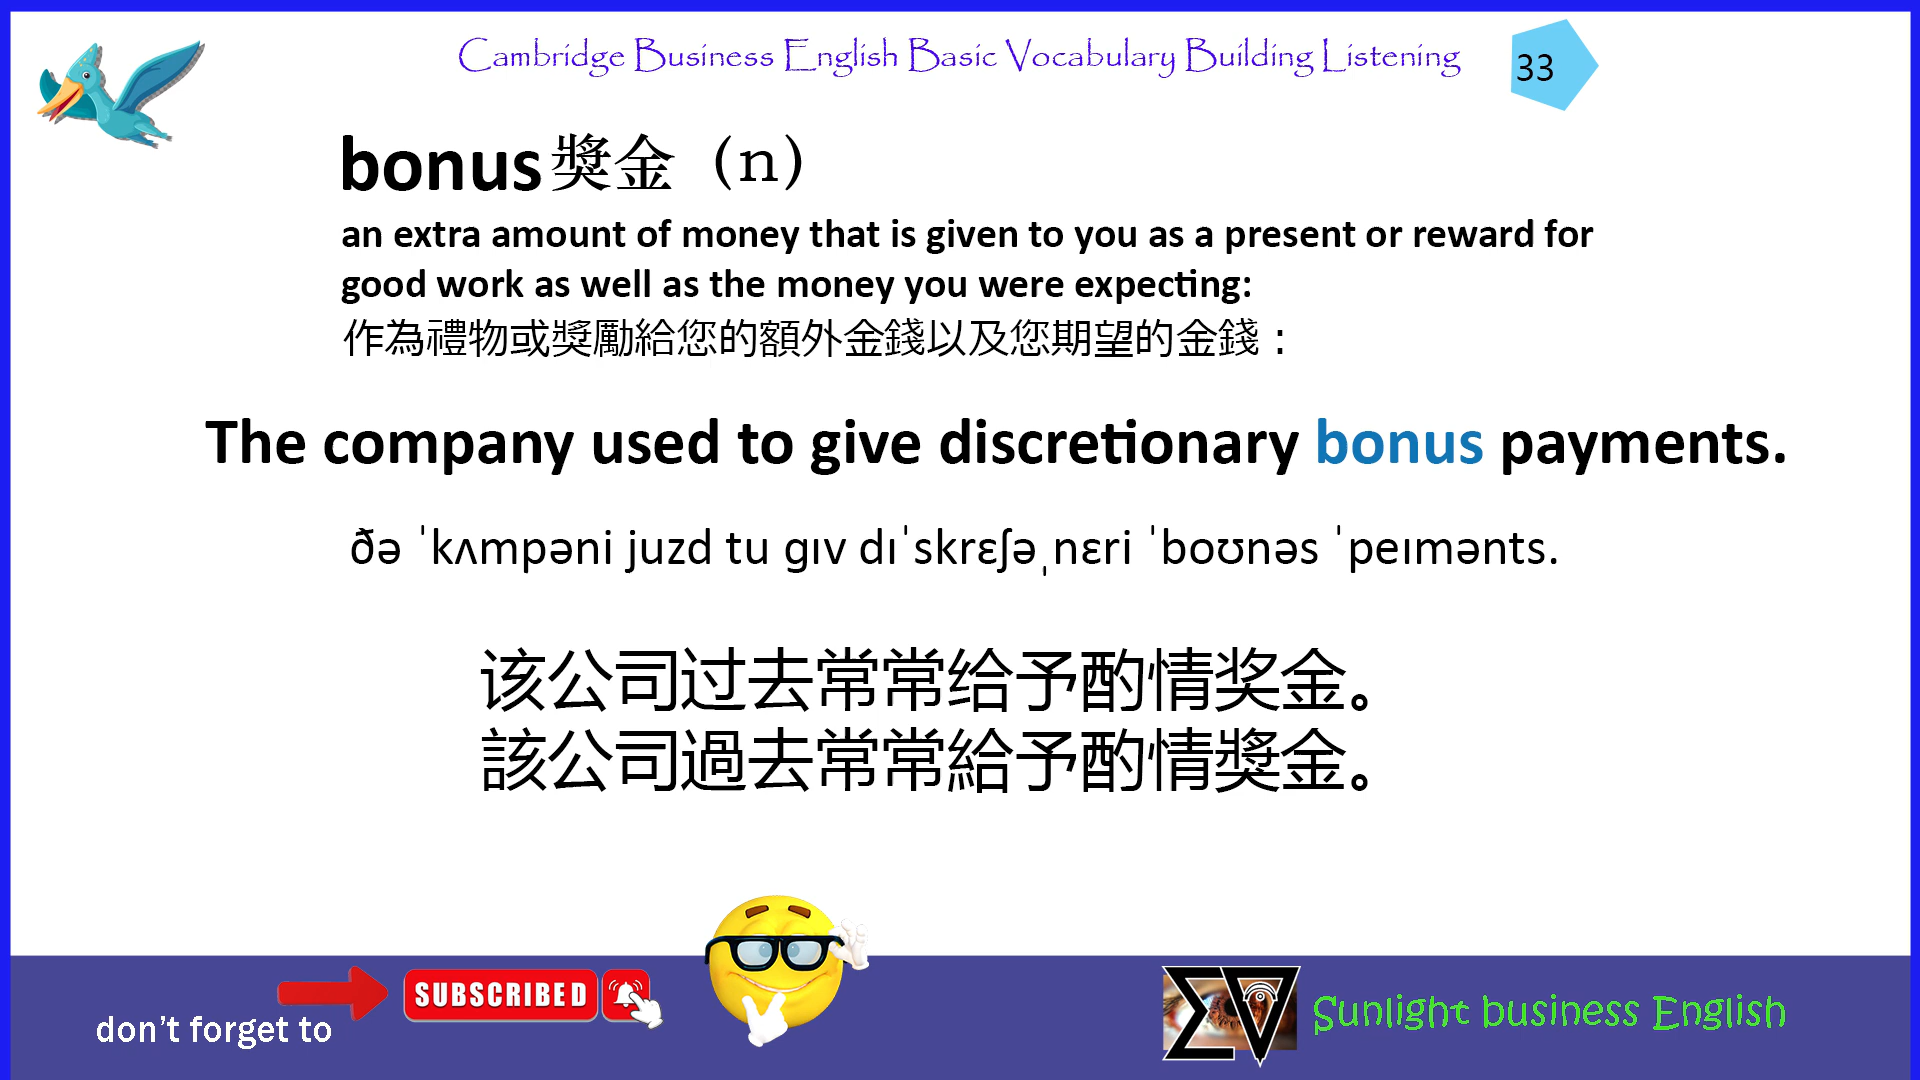 Cambridge Business English Basic Vocabulary Building Listening
33
bonus獎金（n）
an extra amount of money that is given to you as a present or reward for
good work as well as the money you were expecting:
作為禮物或獎勵給您的額外金錢以及您期望的金錢：
The company used to give discretionary bonus payments.
ðə ˈkʌmpəni juzd tu gɪv dɪˈskrɛʃəˌnɛri ˈboʊnəs ˈpeɪmənts.
该公司过去常常给予酌情奖金。
該公司過去常常給予酌情獎金。
don’t forget to
SUBSCRIBED
Sunlight business English